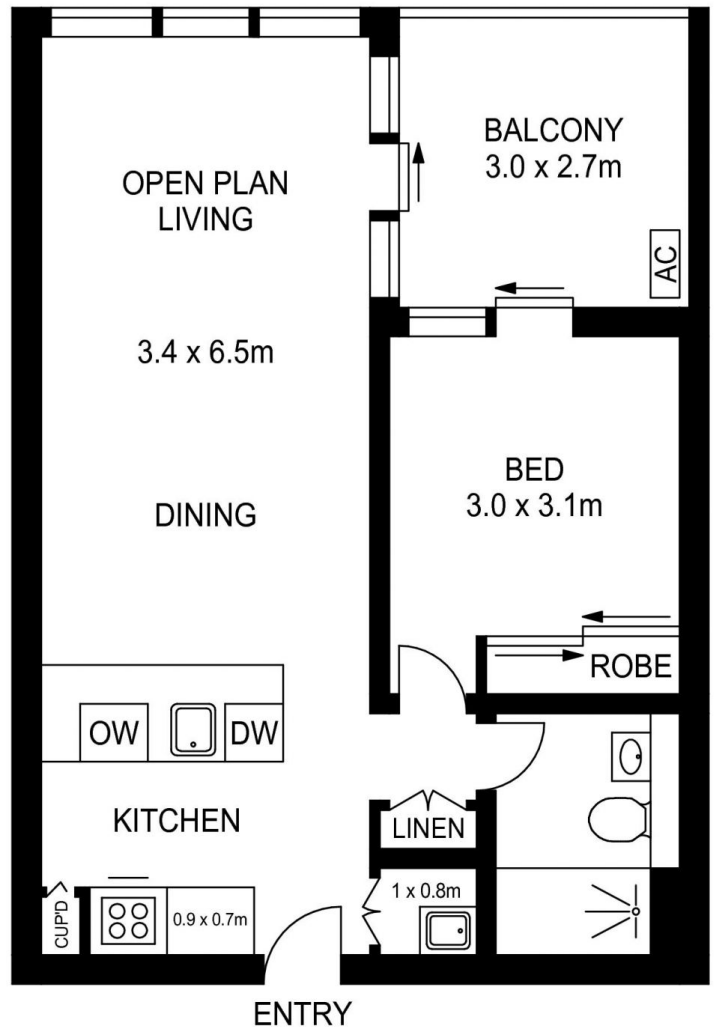 BALCONY
3.0 x 2.7m
OPEN PLAN
LIVING
AC
3.4 x 6.5m
BED
3.0 x 3.1m
DINING
ROBE
OW
DW
KITCHEN
LINEN
CUP'D
0.9 x 0.7m
1 x 0.8m
ENTRY